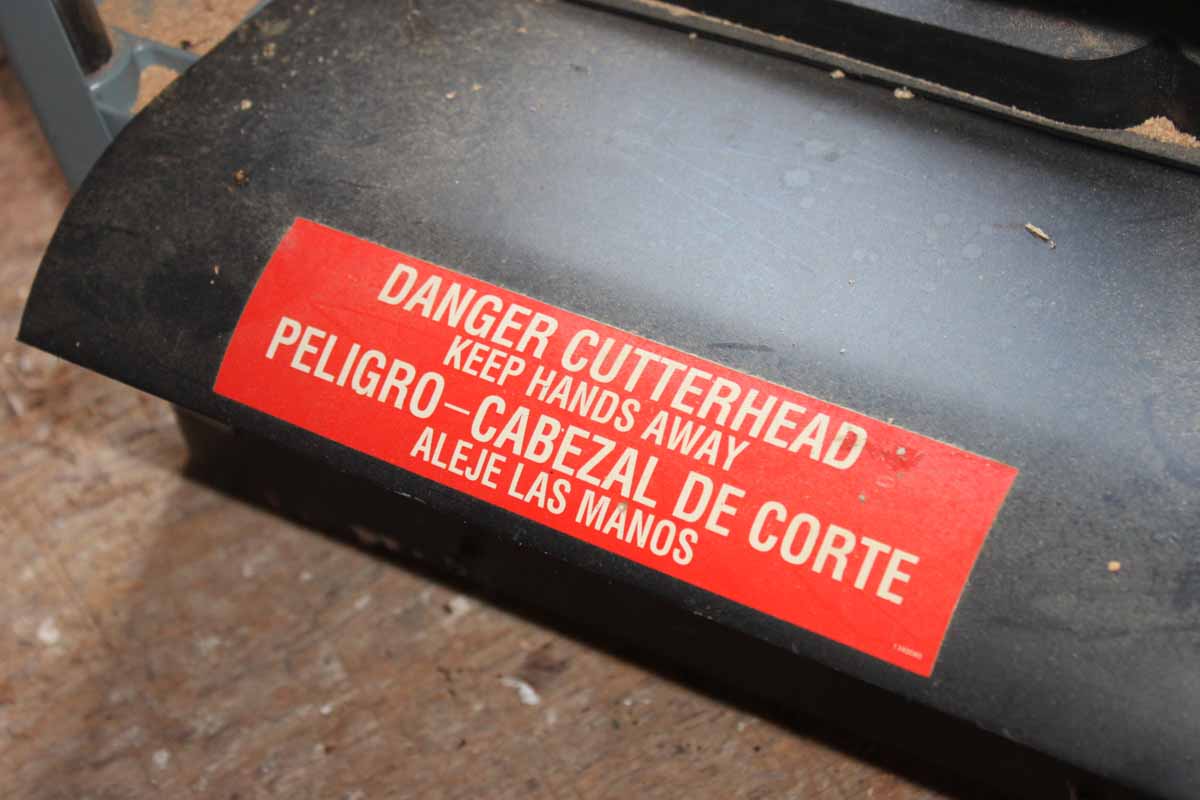 DANGER CUTTERHEAD
KEEP HANDS AWAY
PELIGRO–CABEZAL DE CORTE
ALEJE LAS MANOS